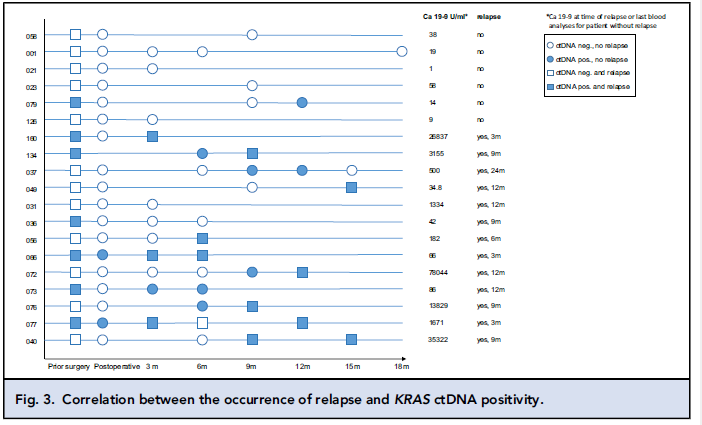 Ca 19-9 U/ml* relapse
*Ca 19-9 at time of relapse or last blood
analyses for patient without relapse
058 38 no
001 19 no
021 1 no
023 58 no
079 14 no
126 9 no
160 26837 yes, 3m
134 3155 yes, 9m
037 500 yes, 24m
049 34.8 yes, 12m
031 1334 yes, 12m
036 42 yes, 9m
056 182 yes, 6m
066 66 yes, 3m
072 78044 yes, 12m
073 86 yes, 12m
076 13829 yes, 9m
077 1671 yes, 3m
040 35322 yes, 9m
ctDNA neg., no relapse
ctDNA pos., no relapse
ctDNA neg. and relapse
ctDNA pos. and relapse
Prior surgery Postoperative 3 m 6m 9m 12m 15m 18m
Fig. 3. Correlation between the occurrence of relapse and KRAS ctDNA positivity.